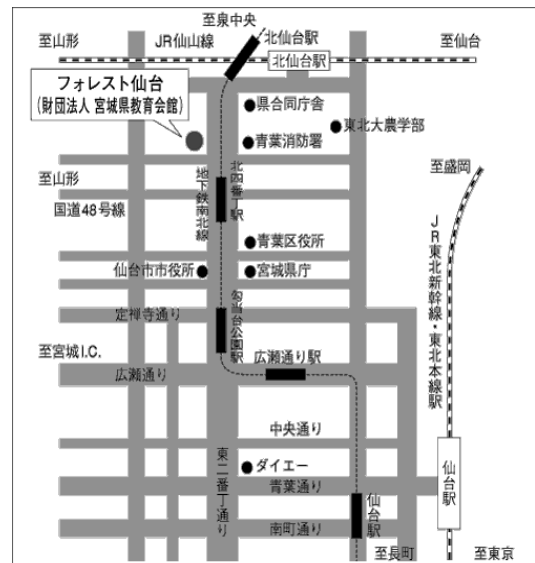 至泉中央
至山形
JR仙山線
北仙台駅
北仙台駅
至仙台
フォレスト仙台
(財団法人 宮城県教育会館)
県合同庁舎
東北大農学部
青葉消防署
至盛岡
至山形
国道48号線
地下鉄南北線
北四番丁駅
青葉区役所
仙台市市役所
宮城県庁
JR東北新幹線・東北本線駅
定禅寺通り
勾当台公園駅
至宮城I.C.
広瀬通り駅
広瀬通り
中央通り
東二番丁通り
ダイエー
青葉通り
仙台駅
仙台駅
南町通り
至長町
至東京